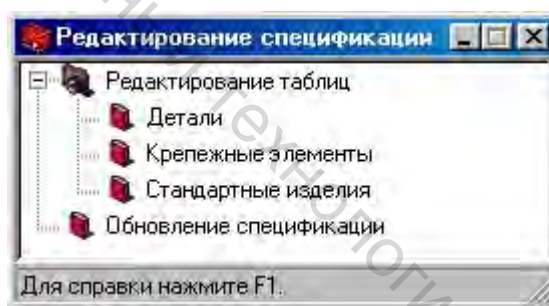 Редактирование спецификации
Редактирование таблиц
Детали
Крепежные элементы
Стандартные изделия
Обновление спецификации
Для справки нажмите F1.